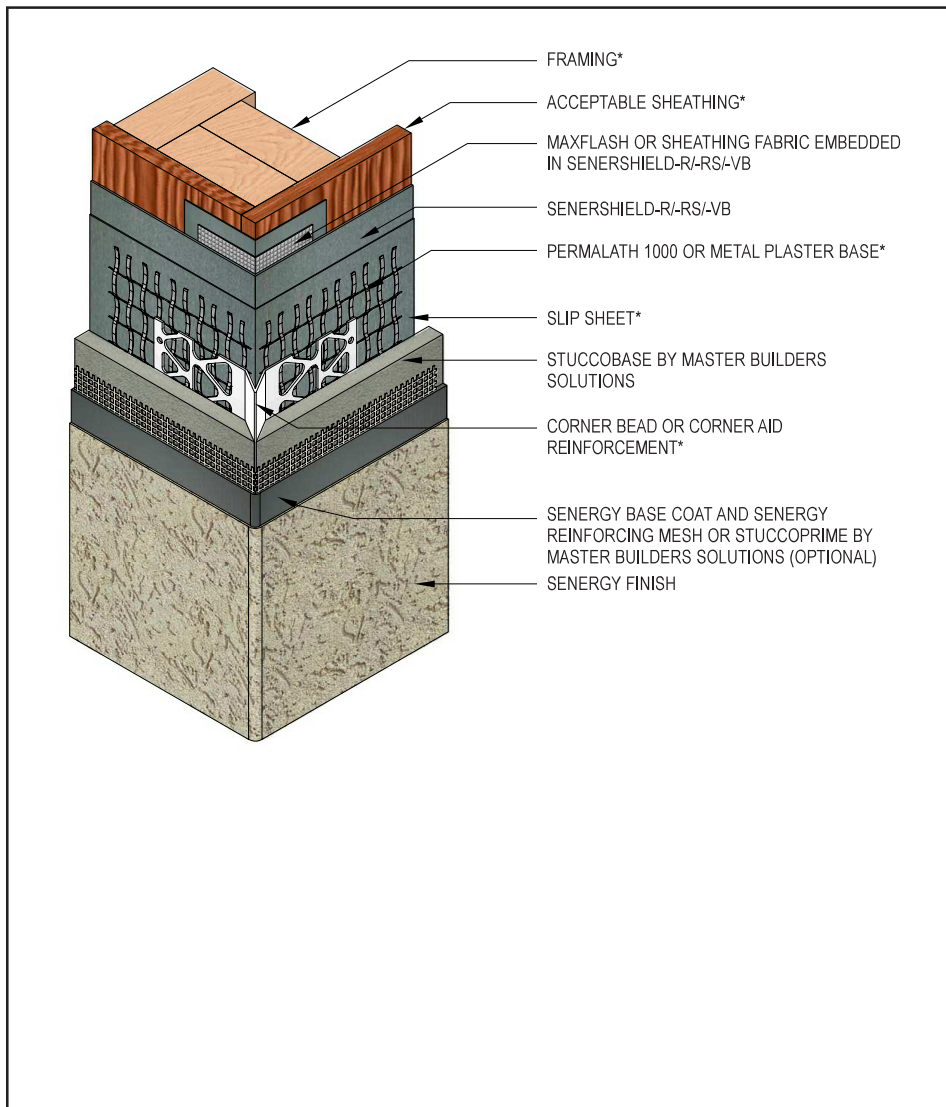 FRAMING*
ACCEPTABLE SHEATHING*
MAXFLASH OR SHEATHING FABRIC EMBEDDED
IN SENERSHIELD-R/-RS/-VB
SENERSHIELD-R/-RS/-VB
PERMALATH 1000 OR METAL PLASTER BASE*
SLIP SHEET*
STUCCOBASE BY MASTER BUILDERS
SOLUTIONS
CORNER BEAD OR CORNER AID
REINFORCEMENT*
SENERGY BASE COAT AND SENERGY
REINFORCING MESH OR STUCCOPRIME BY
MASTER BUILDERS SOLUTIONS (OPTIONAL)
SENERGY FINISH